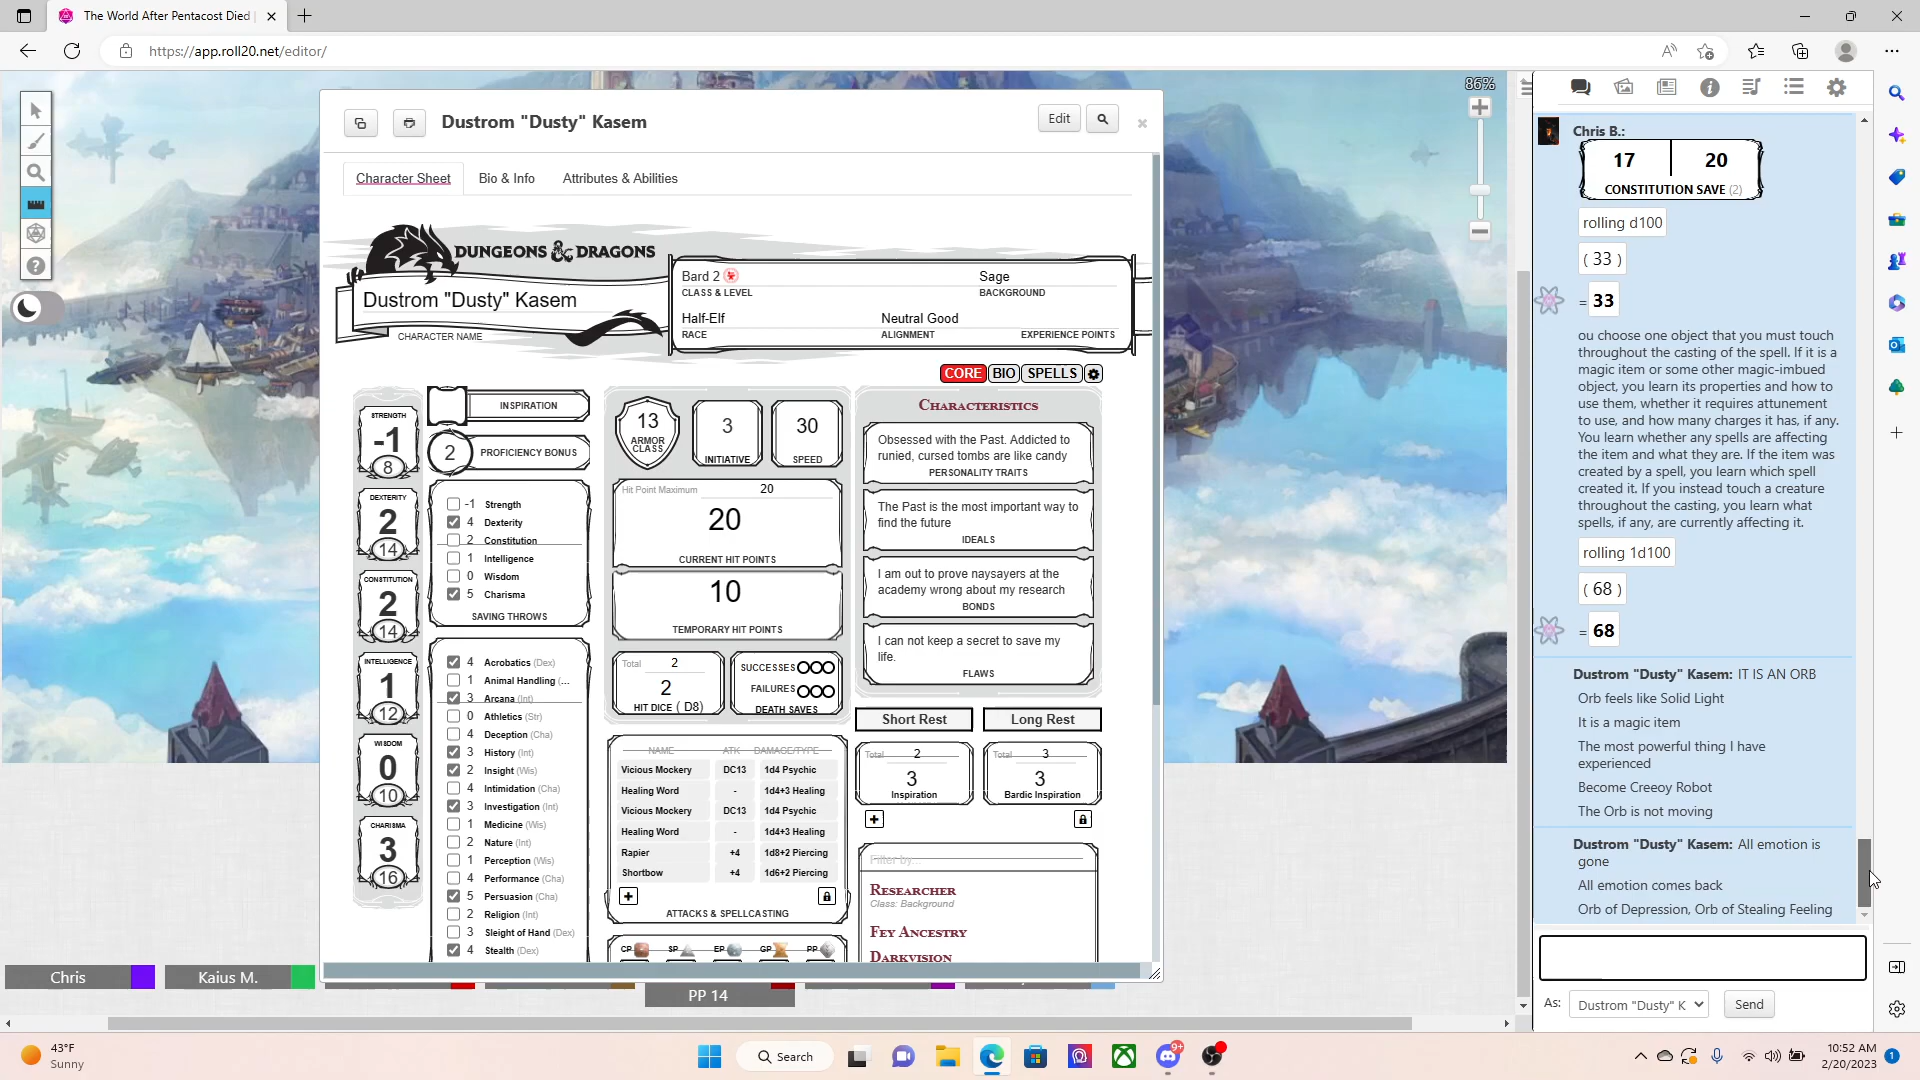 The World After Pentacost Died
https://app.roll20.net/editor/
86%
Dustrom "Dusty" Kasem
Edit
Character Sheet
Bio & Info
Attributes & Abilities
DUNGEONS & DRAGONS
Dustrom "Dusty" Kasem
CHARACTER NAME
Bard 2
Sage
CLASS & LEVEL
BACKGROUND
Half-Elf
Neutral Good
RACE
ALIGNMENT
EXPERIENCE POINTS
CORE
BIO
SPELLS
STRENGTH
-1
8
DEXTERITY
2
14
CONSTITUTION
2
14
INTELLIGENCE
1
12
WISDOM
0
10
CHARISMA
3
16
INSPIRATION
2
PROFICIENCY BONUS
-1 Strength
4 Dexterity
2 Constitution
1 Intelligence
0 Wisdom
5 Charisma
SAVING THROWS
4 Acrobatics (Dex)
1 Animal Handling (...
3 Arcana (Int)
0 Athletics (Str)
4 Deception (Cha)
3 History (Int)
2 Insight (Wis)
4 Intimidation (Cha)
3 Investigation (Int)
1 Medicine (Wis)
2 Nature (Int)
1 Perception (Wis)
4 Performance (Cha)
5 Persuasion (Cha)
2 Religion (Int)
3 Sleight of Hand (Dex)
4 Stealth (Dex)
13
ARMOR
CLASS
3
INITIATIVE
30
SPEED
Hit Point Maximum 20
20
CURRENT HIT POINTS
10
TEMPORARY HIT POINTS
Total 2
2
HIT DICE ( D8)
SUCCESSES
FAILURES
DEATH SAVES
NAME ATK DAMAGE/TYPE
Vicious Mockery DC13 1d4 Psychic
Healing Word - 1d4+3 Healing
Vicious Mockery DC13 1d4 Psychic
Healing Word - 1d4+3 Healing
Rapier +4 1d8+2 Piercing
Shortbow +4 1d6+2 Piercing
ATTACKS & SPELLCASTING
CP SP EP GP PP
CHARACTERISTICS
Obsessed with the Past. Addicted to
runied, cursed tombs are like candy
PERSONALITY TRAITS
The Past is the most important way to
find the future
IDEALS
I am out to prove naysayers at the
academy wrong about my research
BONDS
I can not keep a secret to save my
life.
FLAWS
Short Rest
Long Rest
Total 2
3
Inspiration
Total 3
3
Bardic Inspiration
Filter by...
RESEARCHER
Class: Background
FEY ANCESTRY
DARKVISION
Chris B.:
17 20
CONSTITUTION SAVE (2)
rolling d100
( 33 )
= 33
ou choose one object that you must touch
throughout the casting of the spell. If it is a
magic item or some other magic-imbued
object, you learn its properties and how to
use them, whether it requires attunement
to use, and how many charges it has, if any.
You learn whether any spells are affecting
the item and what they are. If the item was
created by a spell, you learn which spell
created it. If you instead touch a creature
throughout the casting, you learn what
spells, if any, are currently affecting it.
rolling 1d100
( 68 )
= 68
Dustrom "Dusty" Kasem: IT IS AN ORB
Orb feels like Solid Light
It is a magic item
The most powerful thing I have
experienced
Become Creeoy Robot
The Orb is not moving
Dustrom "Dusty" Kasem: All emotion is
gone
All emotion comes back
Orb of Depression, Orb of Stealing Feeling
As:
Dustrom "Dusty" K
Send
Chris
Kaius M.
PP 14
43°F
Sunny
Search
9+
10:52 AM
2/20/2023
1